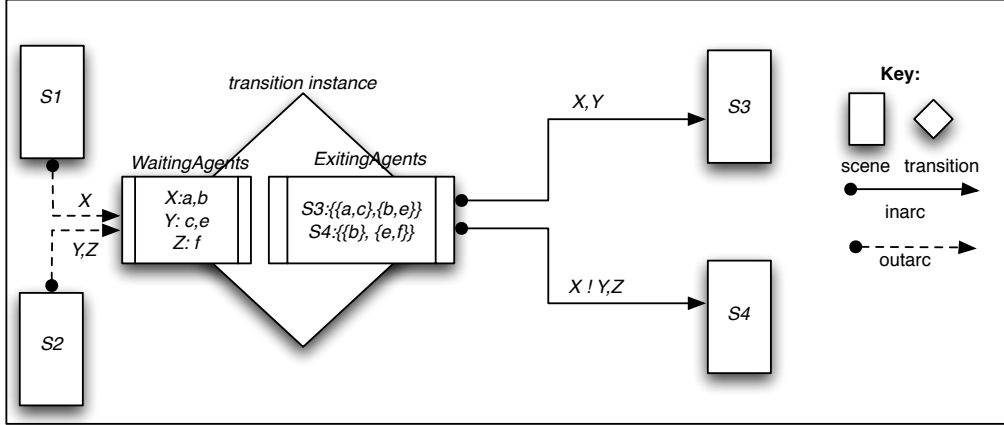 S1
S2
X
Y,Z
transition instance
WaitingAgents
X:a,b
Y: c,e
Z: f
ExitingAgents
S3:{{a,c},{b,e}}
S4:{{b}, {e,f}}
X,Y
X ! Y,Z
S3
S4
Key:
scene
transition
inarc
outarc